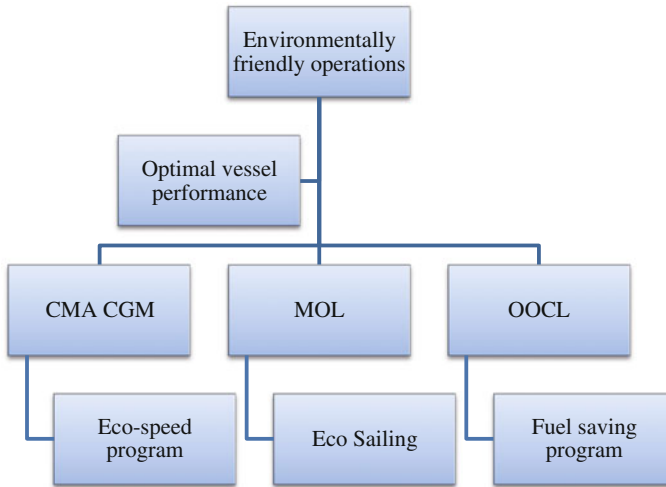 Environmentally
friendly operations
Optimal vessel
performance
CMA CGM
MOL
OOCL
Eco-speed
program
Eco Sailing
Fuel saving
program